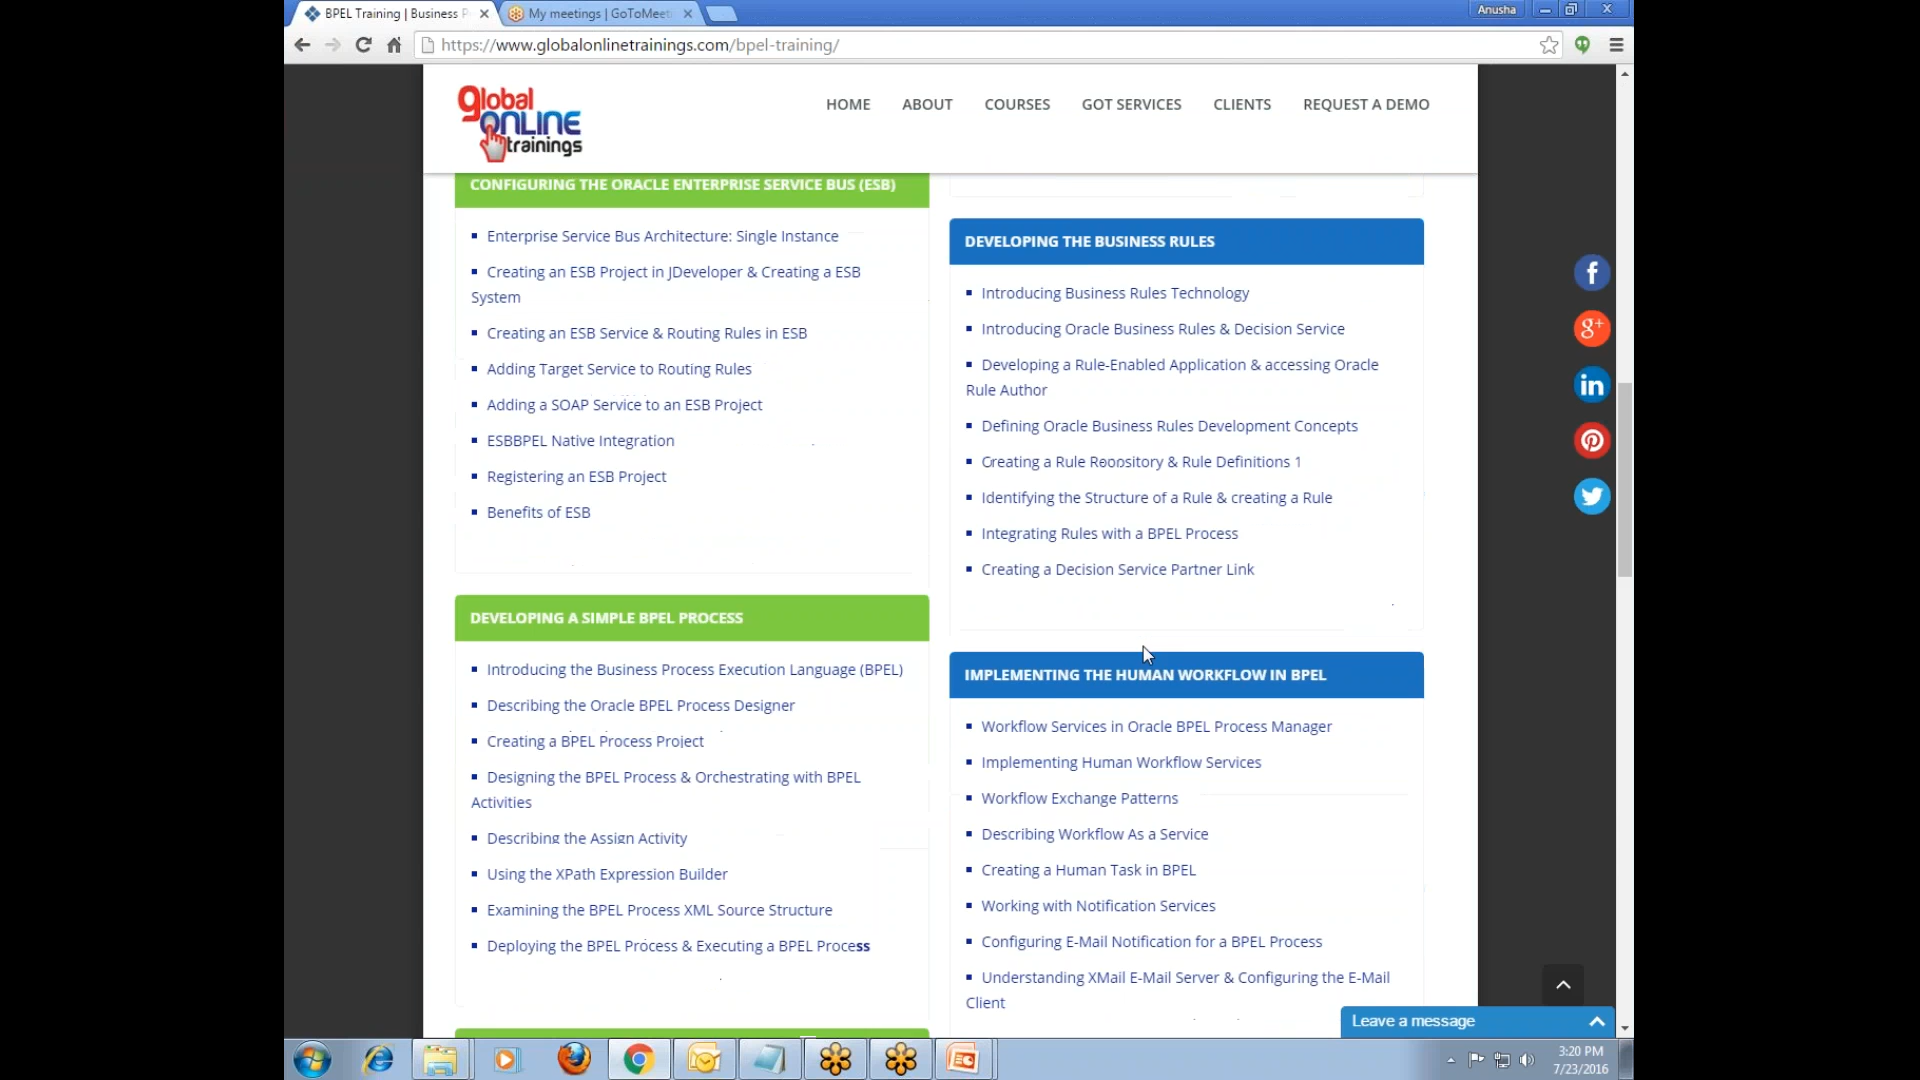 BPEL Training | Business P
My meetings | GoToMeeti
Anusha
https://www.globalonlinetrainings.com/bpel-training/
global
ONLINE
trainings
HOME
ABOUT
COURSES
GOT SERVICES
CLIENTS
REQUEST A DEMO
CONFIGURING THE ORACLE ENTERPRISE SERVICE BUS (ESB)
Enterprise Service Bus Architecture: Single Instance
Creating an ESB Project in JDeveloper & Creating a ESB
System
Creating an ESB Service & Routing Rules in ESB
Adding Target Service to Routing Rules
Adding a SOAP Service to an ESB Project
ESBBPEL Native Integration
Registering an ESB Project
Benefits of ESB
DEVELOPING A SIMPLE BPEL PROCESS
Introducing the Business Process Execution Language (BPEL)
Describing the Oracle BPEL Process Designer
Creating a BPEL Process Project
Designing the BPEL Process & Orchestrating with BPEL
Activities
Describing the Assign Activity
Using the XPath Expression Builder
Examining the BPEL Process XML Source Structure
Deploying the BPEL Process & Executing a BPEL Process
DEVELOPING THE BUSINESS RULES
Introducing Business Rules Technology
Introducing Oracle Business Rules & Decision Service
Developing a Rule-Enabled Application & accessing Oracle
Rule Author
Defining Oracle Business Rules Development Concepts
Creating a Rule Repository & Rule Definitions 1
Identifying the Structure of a Rule & creating a Rule
Integrating Rules with a BPEL Process
Creating a Decision Service Partner Link
IMPLEMENTING THE HUMAN WORKFLOW IN BPEL
Workflow Services in Oracle BPEL Process Manager
Implementing Human Workflow Services
Workflow Exchange Patterns
Describing Workflow As a Service
Creating a Human Task in BPEL
Working with Notification Services
Configuring E-Mail Notification for a BPEL Process
Understanding XMail E-Mail Server & Configuring the E-Mail
Client
f
g+
in
Leave a message
3:20 PM
7/23/2016